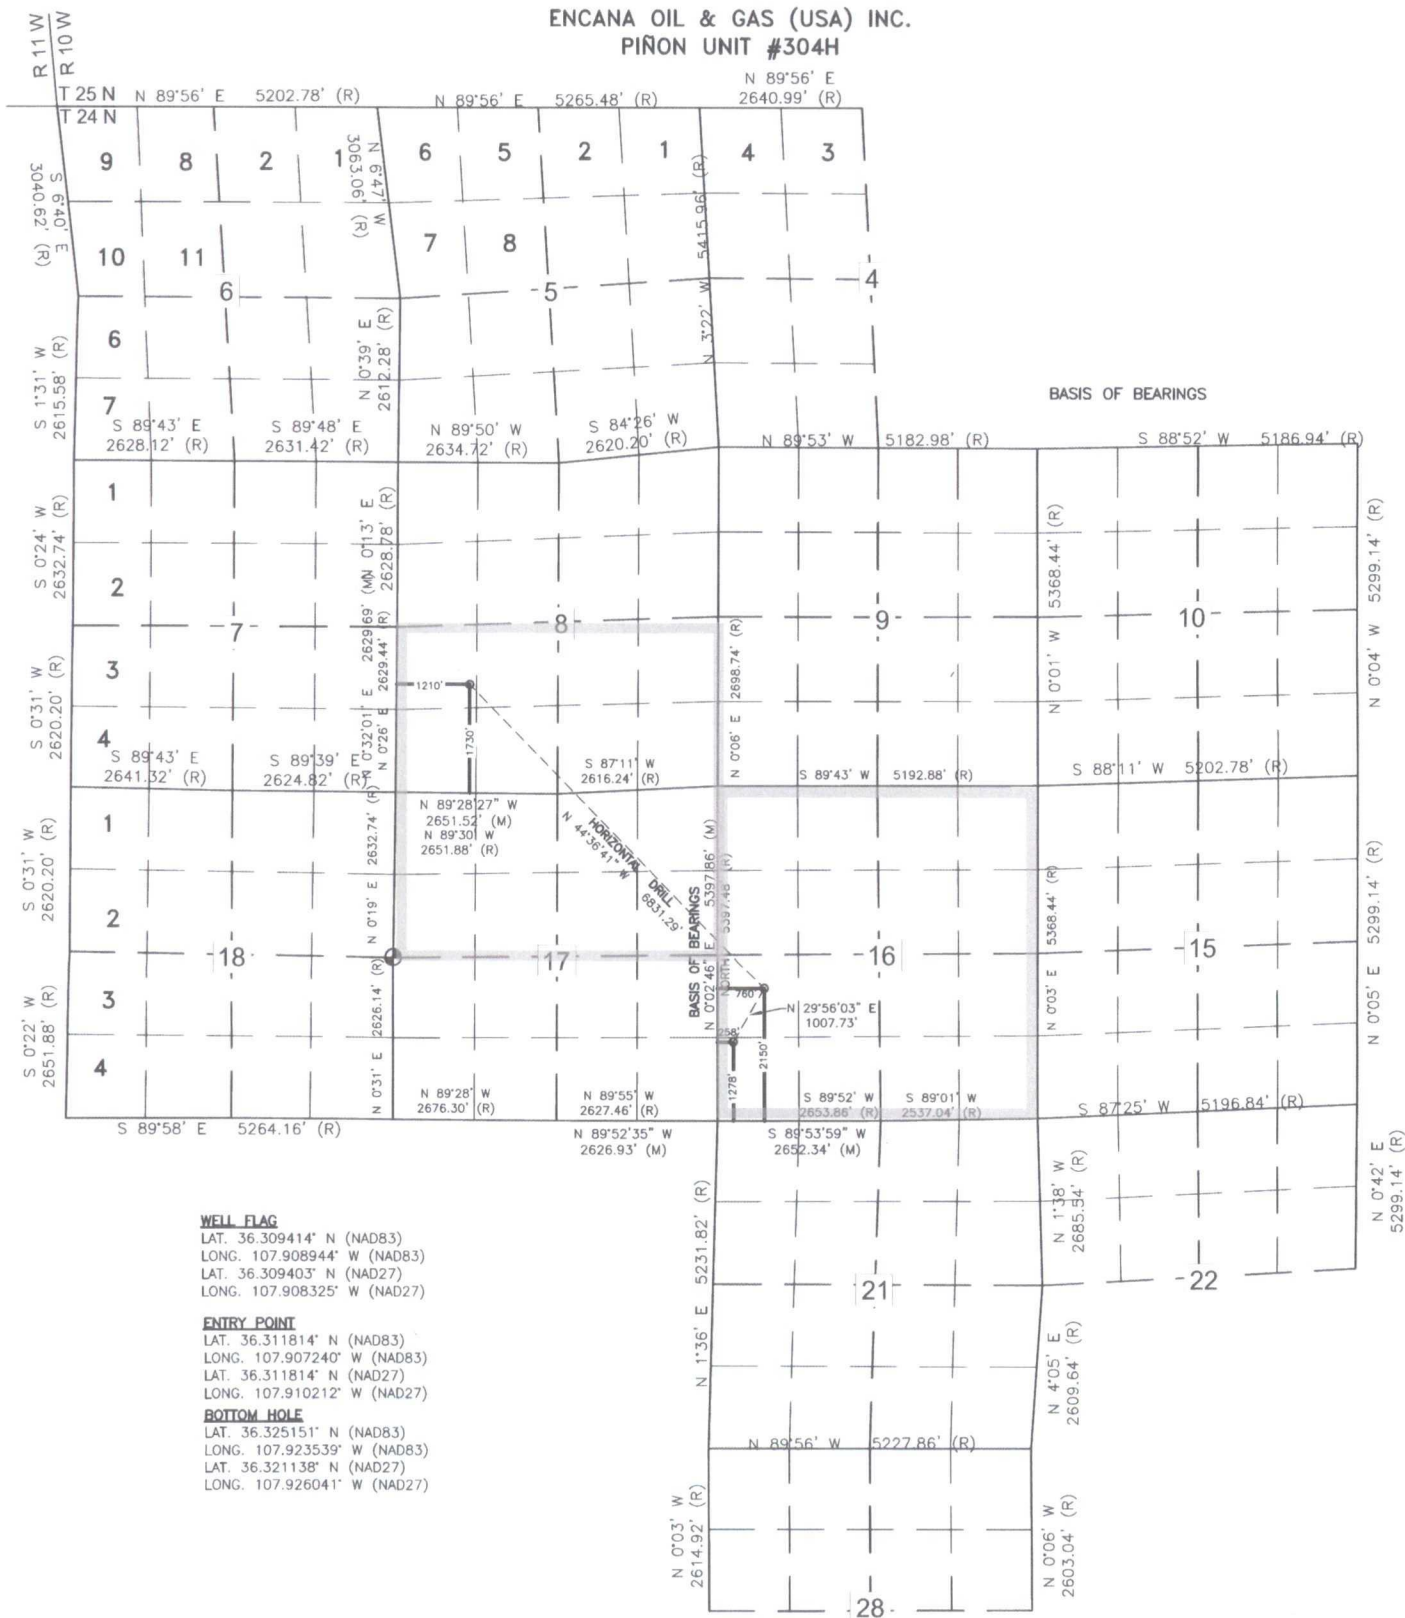 ENCANA OIL & GAS (USA) INC.
PIÑON UNIT #304H
R 11 W
R 10 W
T 25 N
T 24 N
N 89°56' E 5202.78' (R)
N 89°56' E 5265.48' (R)
N 89°56' E
2640.99' (R)
9
8
2
1
6
5
2
1
4
3
S 6°40' E
3040.62' (R)
N 6°47' W
3063.06' (R)
N 3°22' W 5415.96' (R)
10
11
7
8
6
5
4
6
7
S 1°31' W
2615.58' (R)
N 0°39' E
2612.28' (R)
BASIS OF BEARINGS
S 89°43' E
2628.12' (R)
S 89°48' E
2631.42' (R)
N 89°50' W
2634.72' (R)
S 84°26' W
2620.20' (R)
N 89°53' W 5182.98' (R)
S 88°52' W 5186.94' (R)
1
2
S 0°24' W
2632.74' (R)
N 0°13' E
2628.78' (R)
N 0°32'01" E 2629.69' (M)
N 0°26' E 2629.44' (R)
7
8
9
10
N 0°01' W 5368.44' (R)
N 0°04' W 5299.14' (R)
3
4
S 0°31' W
2620.20' (R)
1210'
1730'
N 0°06' E 2698.74' (R)
S 89°43' E
2641.32' (R)
S 89°39' E
2624.82' (R)
S 87°11' W
2616.24' (R)
S 89°43' W 5192.88' (R)
S 88°11' W 5202.78' (R)
N 89°28'27" W
2651.52' (M)
N 89°30' W
2651.88' (R)
1
2
S 0°31' W
2620.20' (R)
N 0°19' E 2632.74' (R)
HORIZONTAL DRILL
N 44°36'41" W 6831.29'
BASIS OF BEARINGS
N 0°02'46" E 5397.86' (M)
NORTH 5397.48' (R)
N 0°03' E 5368.44' (R)
N 0°05' E 5299.14' (R)
18
17
16
15
3
4
S 0°22' W
2651.88' (R)
N 0°31' E 2626.14' (R)
760'
N 29°56'03" E
1007.73'
258'
1278'
2150'
N 89°28' W
2676.30' (R)
N 89°55' W
2627.46' (R)
S 89°52' W
2653.86' (R)
S 89°01' W
2537.04' (R)
S 87°25' W 5196.84' (R)
S 89°58' E 5264.16' (R)
N 89°52'35" W
2626.93' (M)
S 89°53'59" W
2652.34' (M)
N 1°36' E 5231.82' (R)
N 1°38' W
2685.54' (R)
N 0°42' E
5299.14' (R)
21
22
WELL FLAG
LAT. 36.309414° N (NAD83)
LONG. 107.908944° W (NAD83)
LAT. 36.309403° N (NAD27)
LONG. 107.908325° W (NAD27)
ENTRY POINT
LAT. 36.311814° N (NAD83)
LONG. 107.907240° W (NAD83)
LAT. 36.311814° N (NAD27)
LONG. 107.910212° W (NAD27)
BOTTOM HOLE
LAT. 36.325151° N (NAD83)
LONG. 107.923539° W (NAD83)
LAT. 36.321138° N (NAD27)
LONG. 107.926041° W (NAD27)
N 4°05' E
2609.64' (R)
N 89°56' W 5227.86' (R)
N 0°03' W
2614.92' (R)
N 0°06' W
2603.04' (R)
28